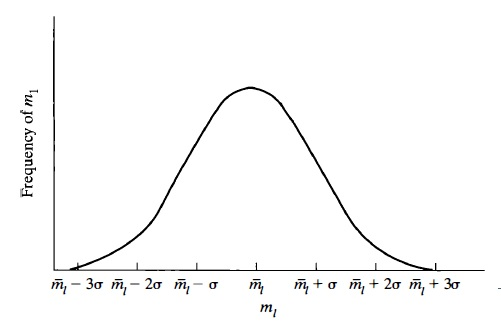 Frequency of m₁
m̄ₗ − 3σ m̄ₗ − 2σ m̄ₗ − σ m̄ₗ m̄ₗ + σ m̄ₗ + 2σ m̄ₗ + 3σ
mₗ